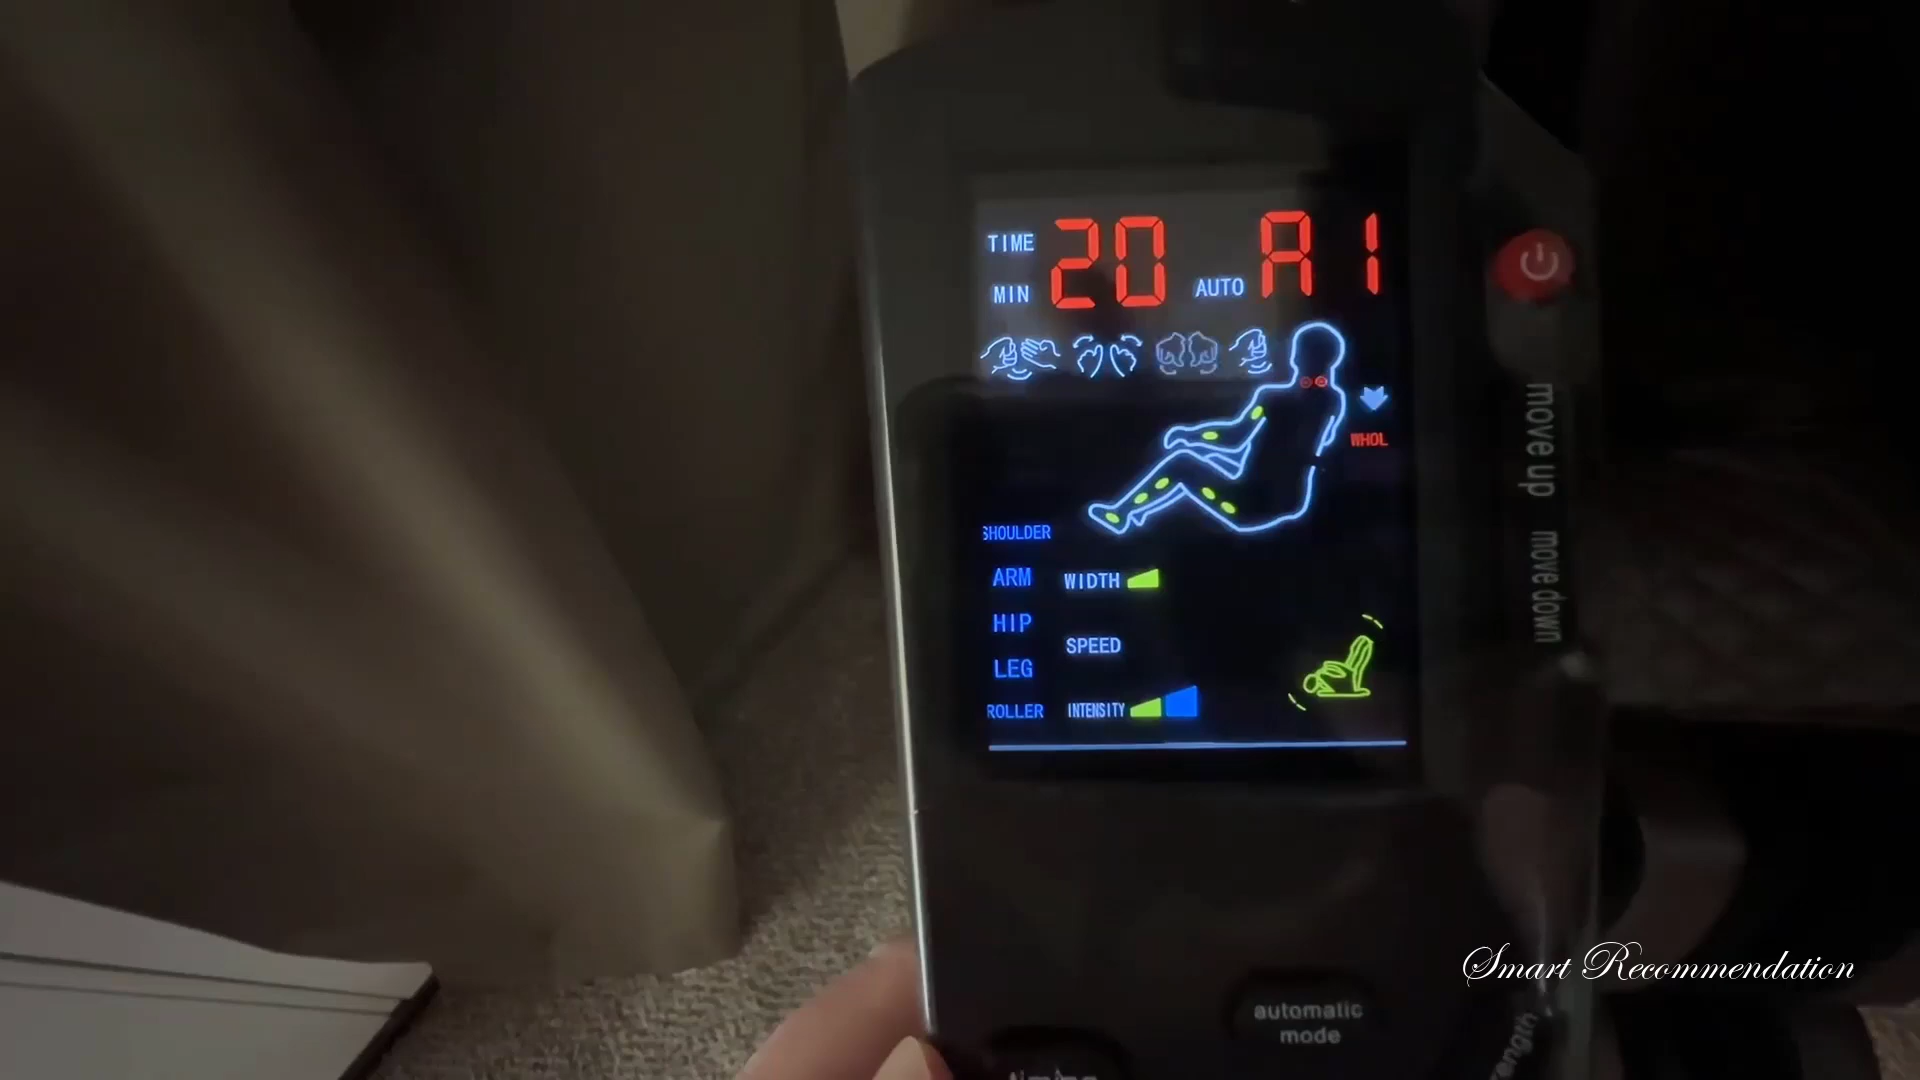 TIME 20 A1
MIN AUTO
WHOL
SHOULDER
ARM WIDTH
HIP
SPEED
LEG
ROLLER INTENSITY
move up
move down
automatic
mode
Smart Recommendation